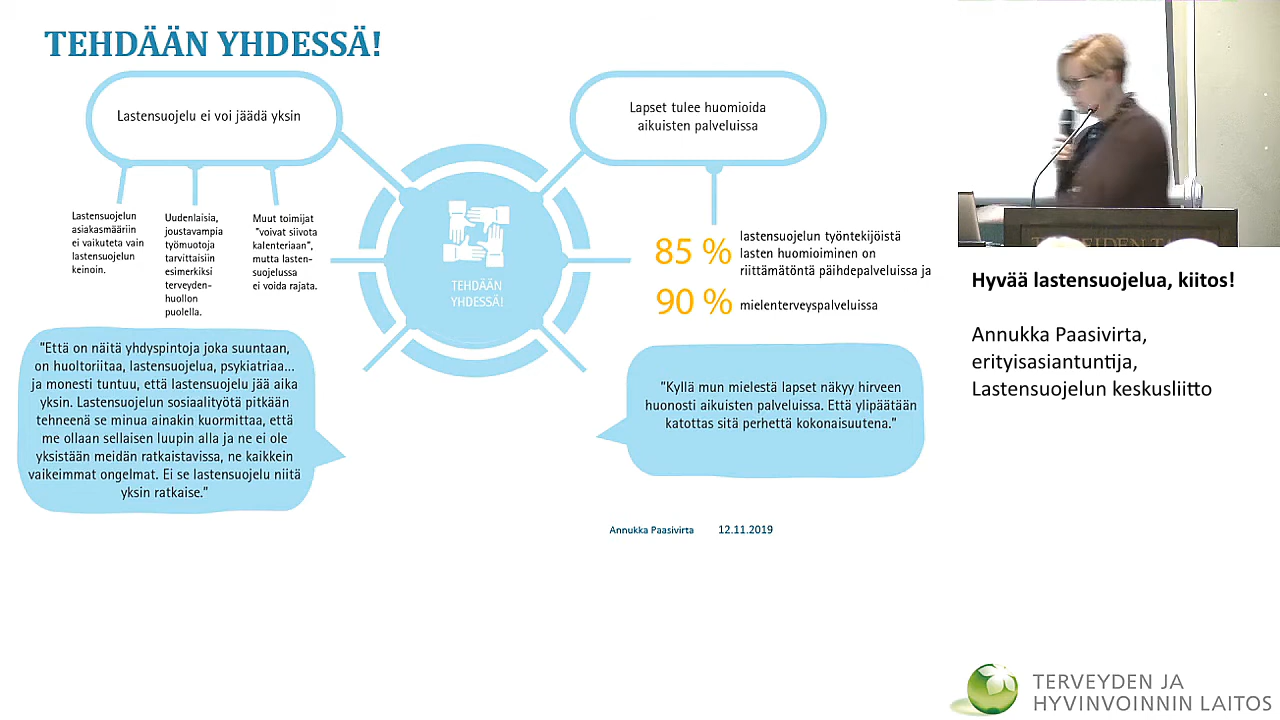 TEHDÄÄN YHDESSÄ!
Lastensuojelu ei voi jäädä yksin
Lastensuojelun
asiakasmääriin
ei vaikuteta vain
lastensuojelun
keinoin.
Uudenlaisia,
joustavampia
työmuotoja
tarvittaisiin
esimerkiksi
terveyden-
huollon
puolella.
Muut toimijat
"voivat siivota
kalenteriaan",
mutta lasten-
suojelussa
ei voida rajata.
"Että on näitä yhdyspintoja joka suuntaan,
on huoltoriitaa, lastensuojelua, psykiatriaa...
ja monesti tuntuu, että lastensuojelu jää aika
yksin. Lastensuojelun sosiaalityötä pitkään
tehneenä se minua ainakin kuormittaa, että
me ollaan sellaisen luupin alla ja ne ei ole
yksistään meidän ratkaistavissa, ne kaikkein
vaikeimmat ongelmat. Ei se lastensuojelu niitä
yksin ratkaise."
TEHDÄÄN
YHDESSÄ!
Lapset tulee huomioida
aikuisten palveluissa
85 %
lastensuojelun työntekijöistä
lasten huomioiminen on
riittämätöntä päihdepalveluissa ja
90 %
mielenterveyspalveluissa
"Kyllä mun mielestä lapset näkyy hirveen
huonosti aikuisten palveluissa. Että ylipäätään
katottas sitä perhettä kokonaisuutena."
Annukka Paasivirta 12.11.2019
Hyvää lastensuojelua, kiitos!
Annukka Paasivirta,
erityisasiantuntija,
Lastensuojelun keskusliitto
TERVEYDEN JA
HYVINVOINNIN LAITOS